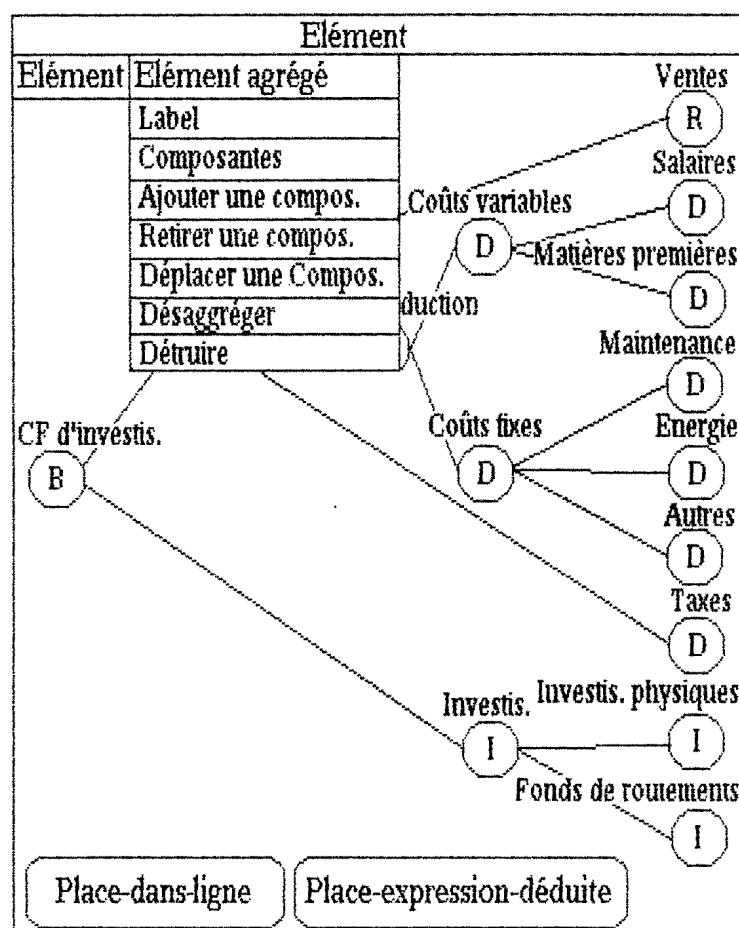 Elément
Elément Elément agrégé
Label
Composantes
Ajouter une compos.
Retirer une compos.
Déplacer une Compos.
Désaggréger
Détruire
Ventes
R
Salaires
D
Coûts variables
D
Matières premières
D
duction
Maintenance
D
CF d'investis.
B
Coûts fixes
D
Energie
D
Autres
D
Taxes
D
Investis.
I
Investis. physiques
I
Fonds de roulements
I
Place-dans-ligne
Place-expression-déduite